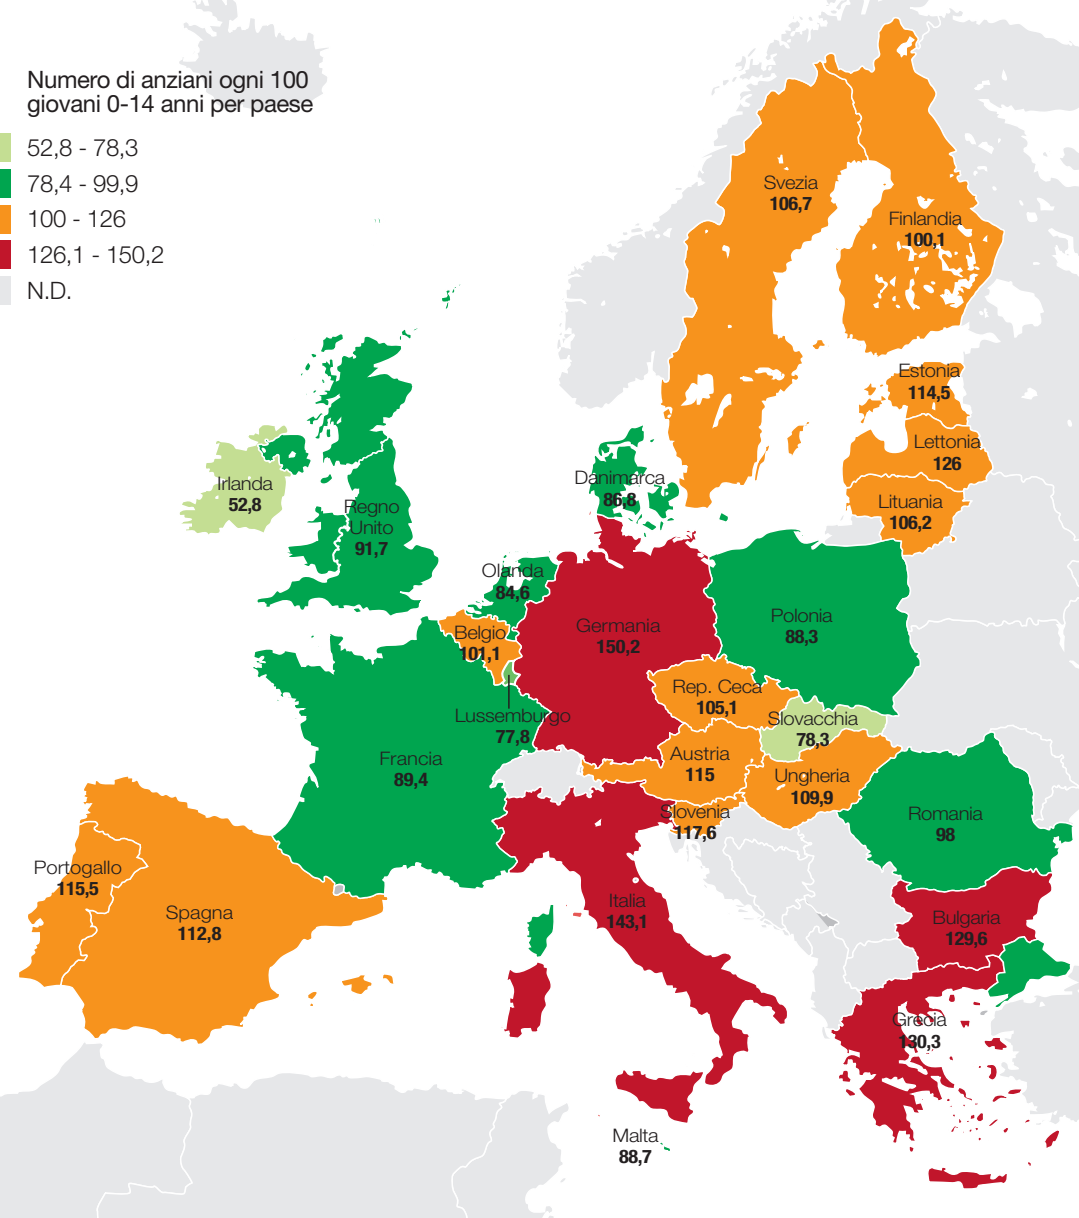 Numero di anziani ogni 100
giovani 0-14 anni per paese
52,8 - 78,3
78,4 - 99,9
100 - 126
126,1 - 150,2
N.D.
Svezia
106,7
Finlandia
100,1
Estonia
114,5
Lettonia
126
Lituania
106,2
Danimarca
86,8
Irlanda
52,8
Regno
Unito
91,7
Olanda
84,6
Belgio
101,1
Germania
150,2
Polonia
88,3
Lussemburgo
77,8
Rep. Ceca
105,1
Slovacchia
78,3
Francia
89,4
Austria
115
Ungheria
109,9
Slovenia
117,6
Romania
98
Portogallo
115,5
Spagna
112,8
Italia
143,1
Bulgaria
129,6
Grecia
130,3
Malta
88,7